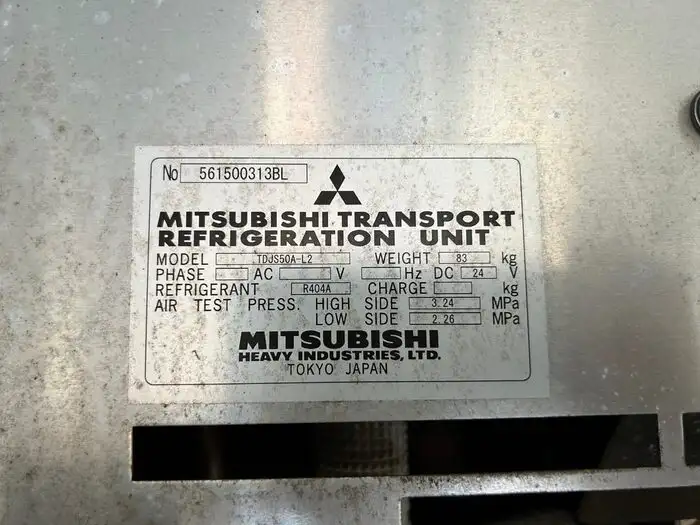 No 561500313BL
MITSUBISHI TRANSPORT
REFRIGERATION UNIT
MODEL TDJS50A-L2 WEIGHT 83 kg
PHASE AC V Hz DC 24 V
REFRIGERANT R404A CHARGE kg
AIR TEST PRESS. HIGH SIDE 3.24 MPa
LOW SIDE 2.26 MPa
MITSUBISHI
HEAVY INDUSTRIES, LTD.
TOKYO JAPAN